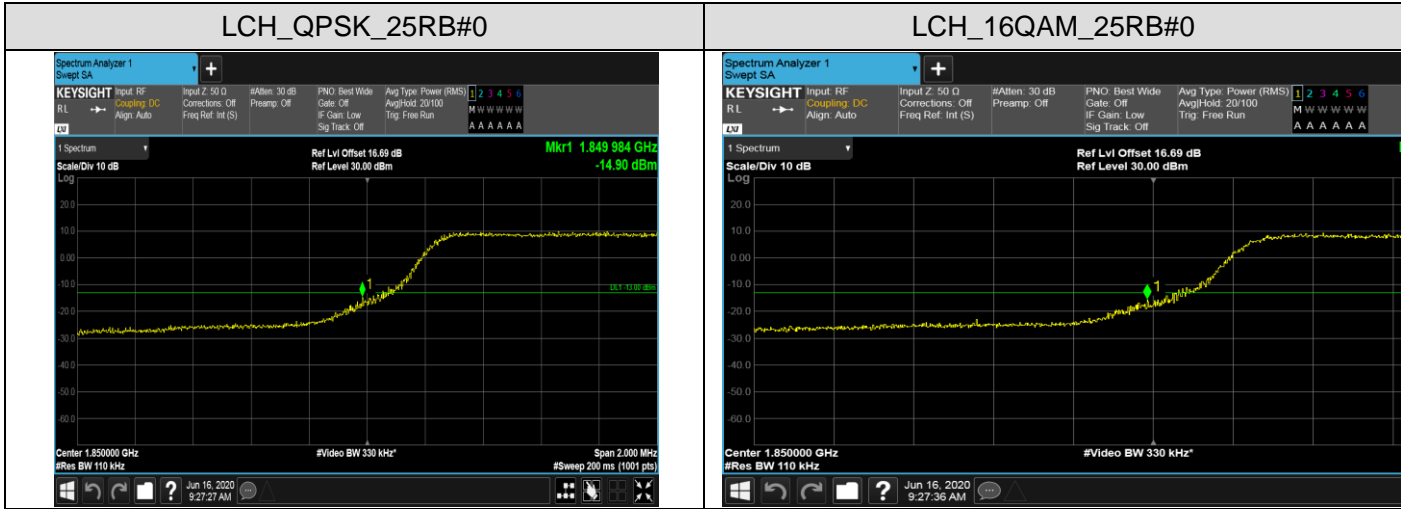 LCH_QPSK_25RB#0
Spectrum Analyzer 1
Swept SA
+
KEYSIGHT
RL
LXI
Input: RF
Coupling: DC
Align: Auto
Input Z: 50 Ω
Corrections: Off
Freq Ref: Int (S)
#Atten: 30 dB
Preamp: Off
PNO: Best Wide
Gate: Off
IF Gain: Low
Sig Track: Off
Avg Type: Power (RMS)
Avg|Hold: 20/100
Trig: Free Run
1 2 3 4 5 6
M W W W W W
A A A A A A
1 Spectrum
Scale/Div 10 dB
Ref Lvl Offset 16.69 dB
Ref Level 30.00 dBm
Mkr1 1.849 984 GHz
-14.90 dBm
Log
20.0
10.0
0.00
-10.0
-20.0
-30.0
-40.0
-50.0
-60.0
1
DL1 -13.00 dBm
Center 1.850000 GHz
#Res BW 110 kHz
#Video BW 330 kHz*
Span 2.000 MHz
#Sweep 200 ms (1001 pts)
?
Jun 16, 2020
9:27:27 AM
LCH_16QAM_25RB#0
Spectrum Analyzer 1
Swept SA
+
KEYSIGHT
RL
LXI
Input: RF
Coupling: DC
Align: Auto
Input Z: 50 Ω
Corrections: Off
Freq Ref: Int (S)
#Atten: 30 dB
Preamp: Off
PNO: Best Wide
Gate: Off
IF Gain: Low
Sig Track: Off
Avg Type: Power (RMS)
Avg|Hold: 20/100
Trig: Free Run
1 2 3 4 5 6
M W W W W W
A A A A A A
1 Spectrum
Scale/Div 10 dB
Ref Lvl Offset 16.69 dB
Ref Level 30.00 dBm
Log
20.0
10.0
0.00
-10.0
-20.0
-30.0
-40.0
-50.0
-60.0
1
Center 1.850000 GHz
#Res BW 110 kHz
#Video BW 330 kHz*
?
Jun 16, 2020
9:27:36 AM